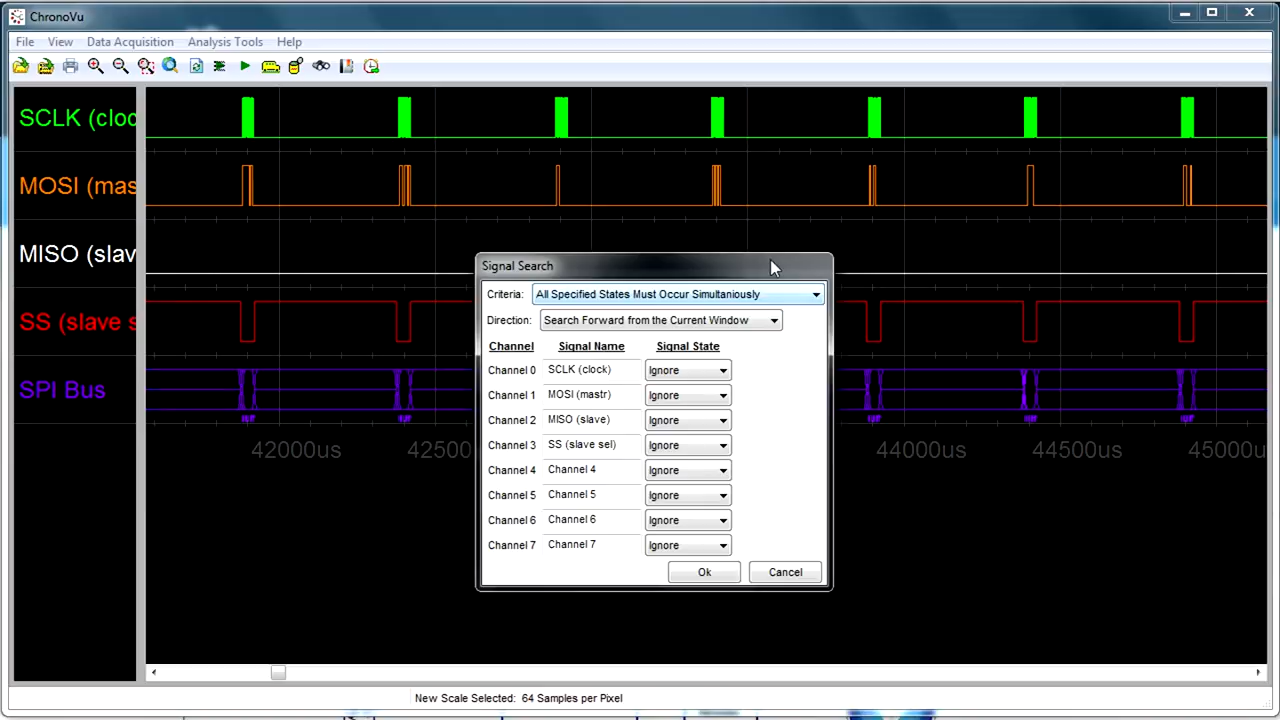 ChronoVu
File View Data Acquisition Analysis Tools Help
SCLK (cloc
MOSI (mas
MISO (slav
SS (slave s
SPI Bus
42000us 42500 44000us 44500us 45000u
Signal Search
Criteria: All Specified States Must Occur Simultaniously
Direction: Search Forward from the Current Window
Channel Signal Name Signal State
Channel 0 SCLK (clock) Ignore
Channel 1 MOSI (mastr) Ignore
Channel 2 MISO (slave) Ignore
Channel 3 SS (slave sel) Ignore
Channel 4 Channel 4 Ignore
Channel 5 Channel 5 Ignore
Channel 6 Channel 6 Ignore
Channel 7 Channel 7 Ignore
Ok Cancel
New Scale Selected: 64 Samples per Pixel